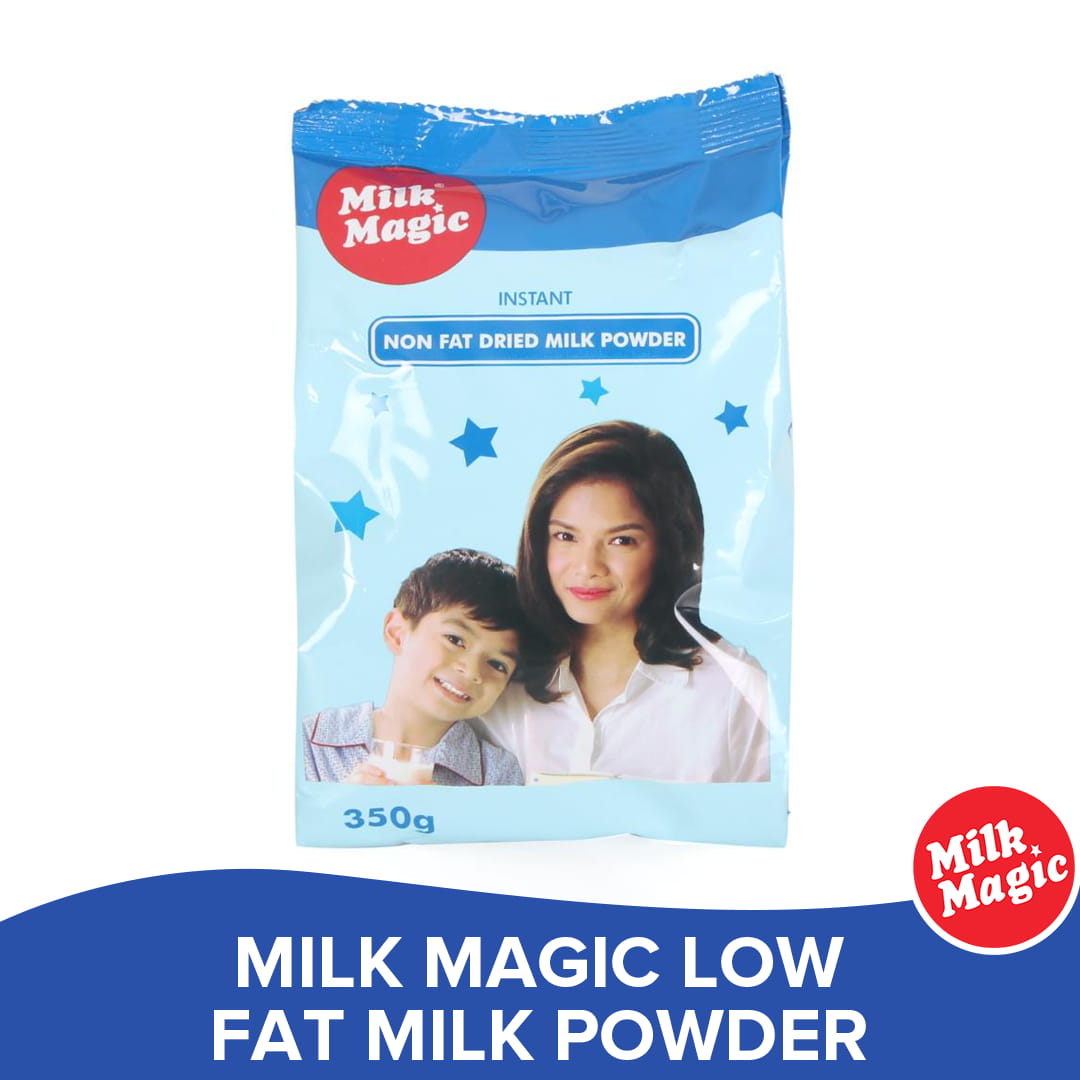 Milk
Magic
INSTANT
NON FAT DRIED MILK POWDER
350g
Milk
Magic
MILK MAGIC LOW
FAT MILK POWDER